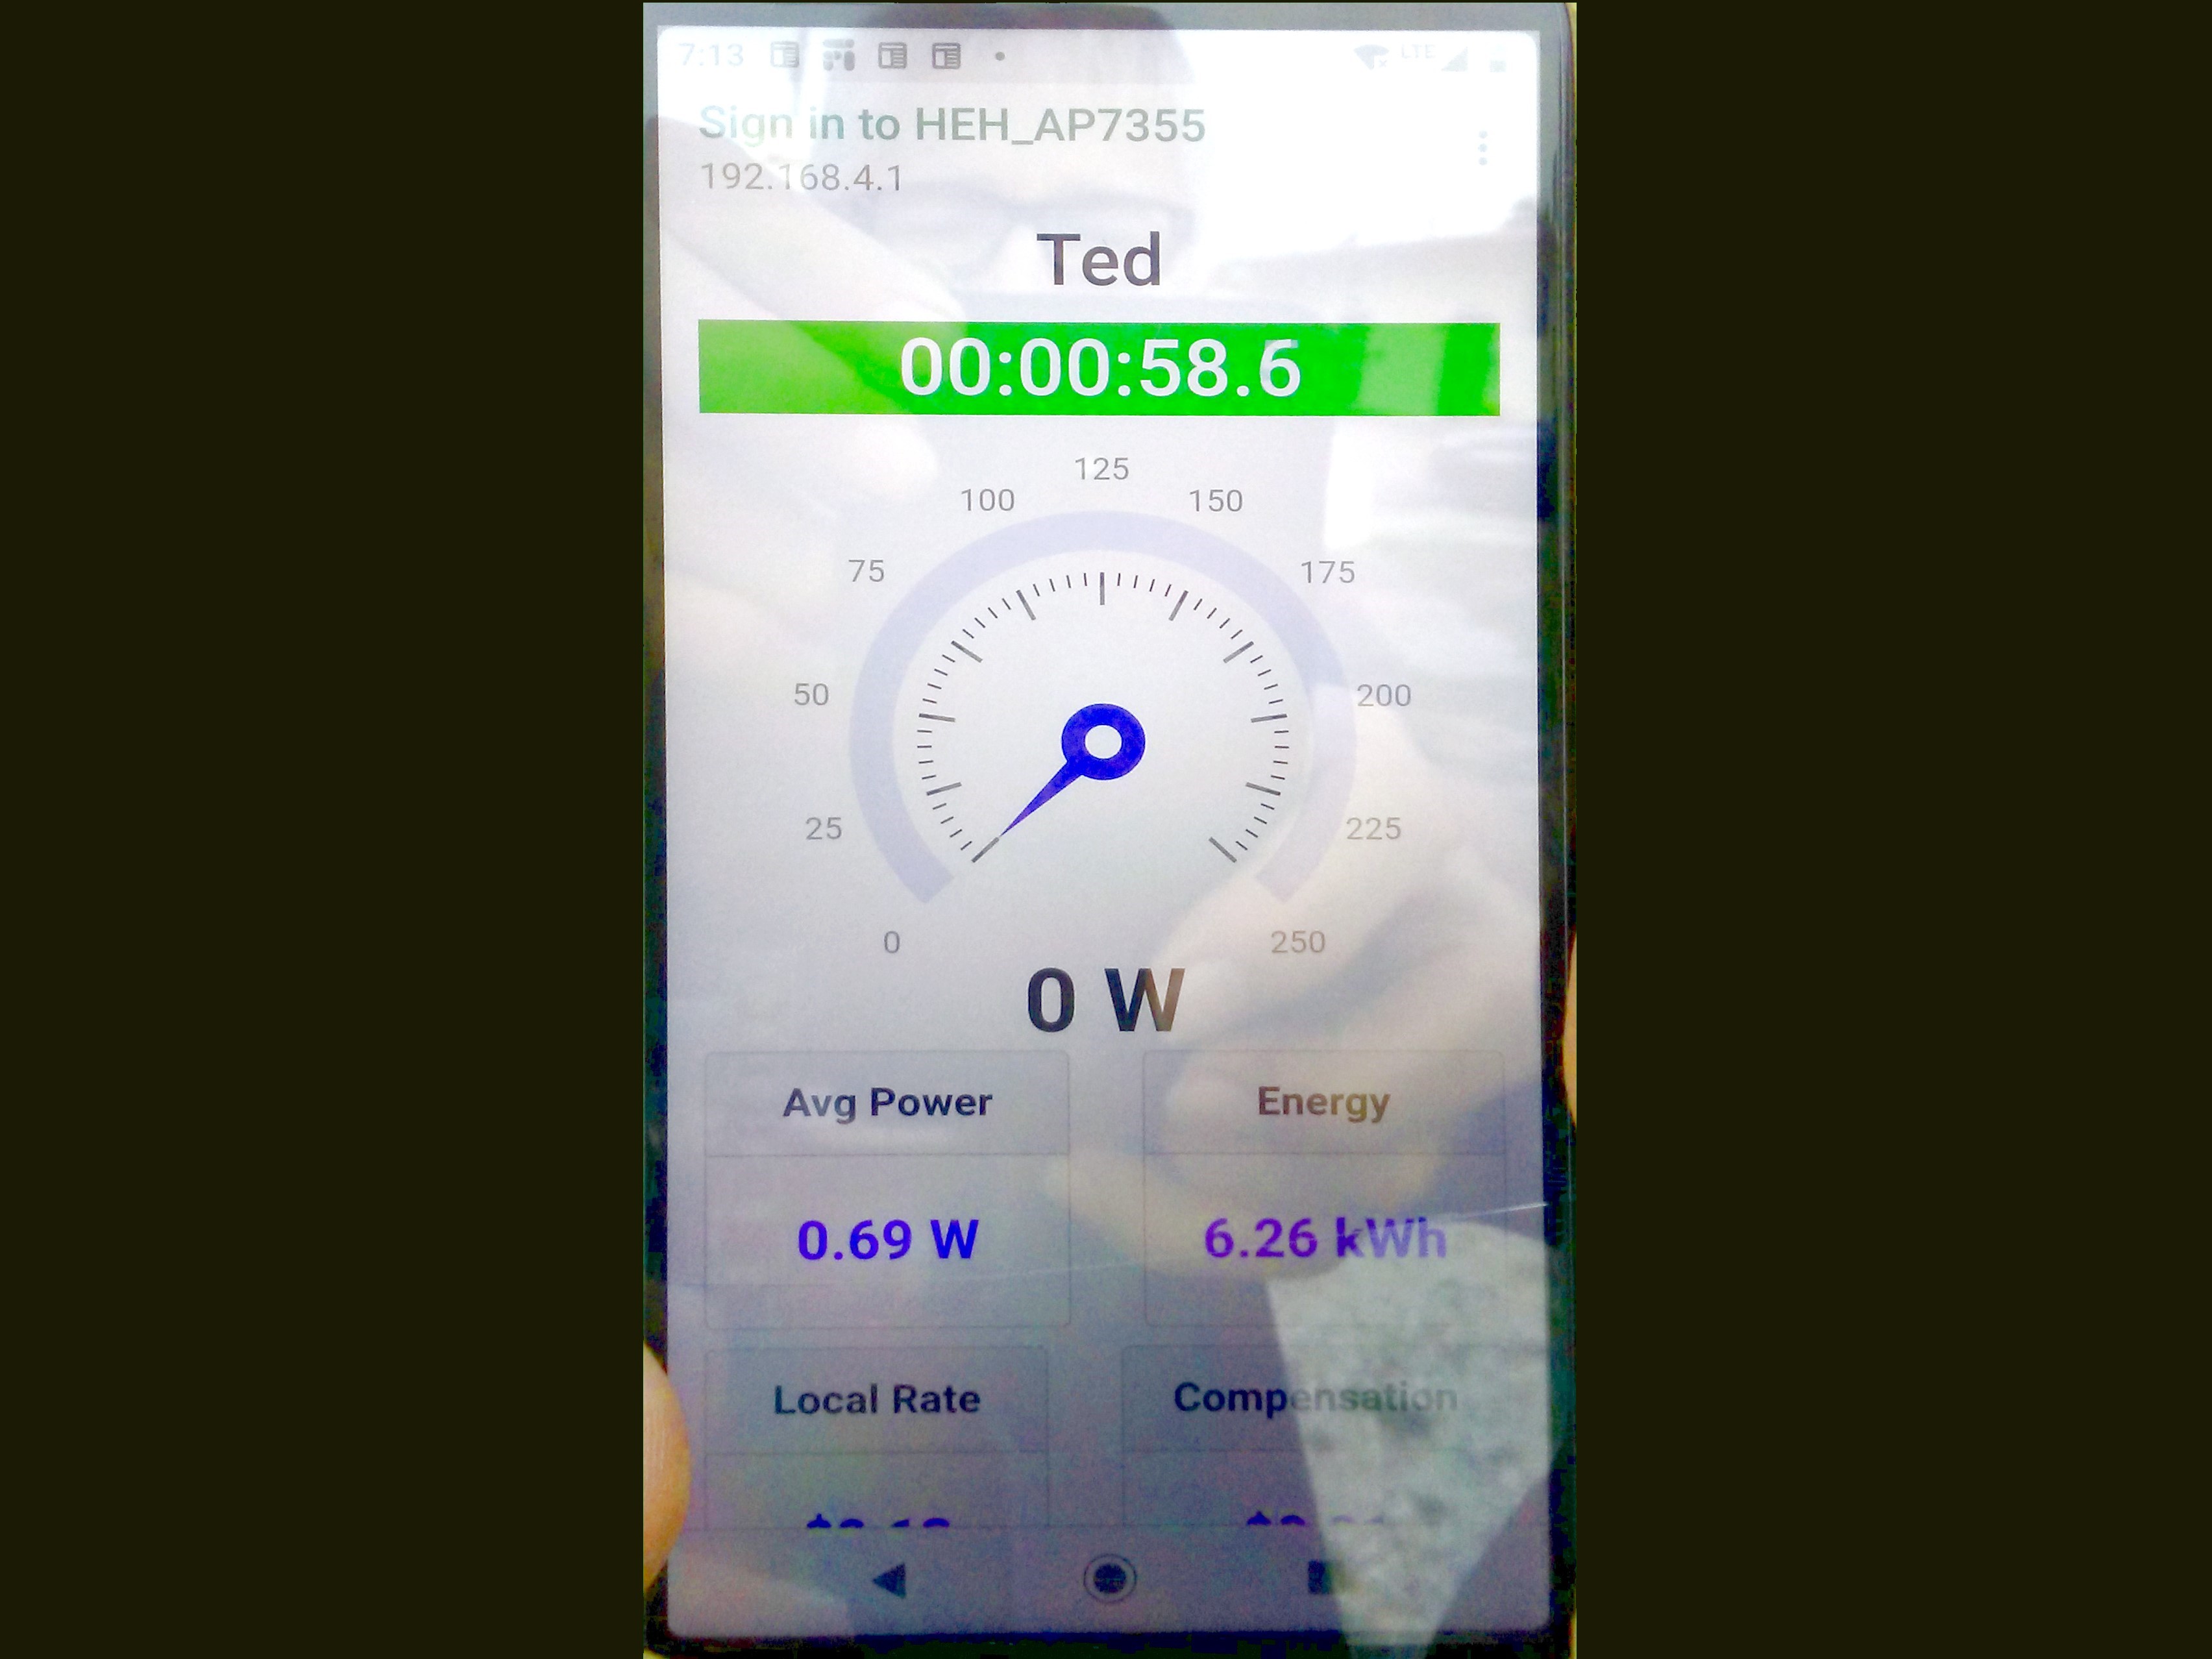 7:13 LTE
Sign in to HEH_AP7355
192.168.4.1
Ted
00:00:58.6
125
100 150
75 175
50 200
25 225
0 250
0 W
Avg Power Energy
0.69 W 6.26 kWh
Local Rate Compensation